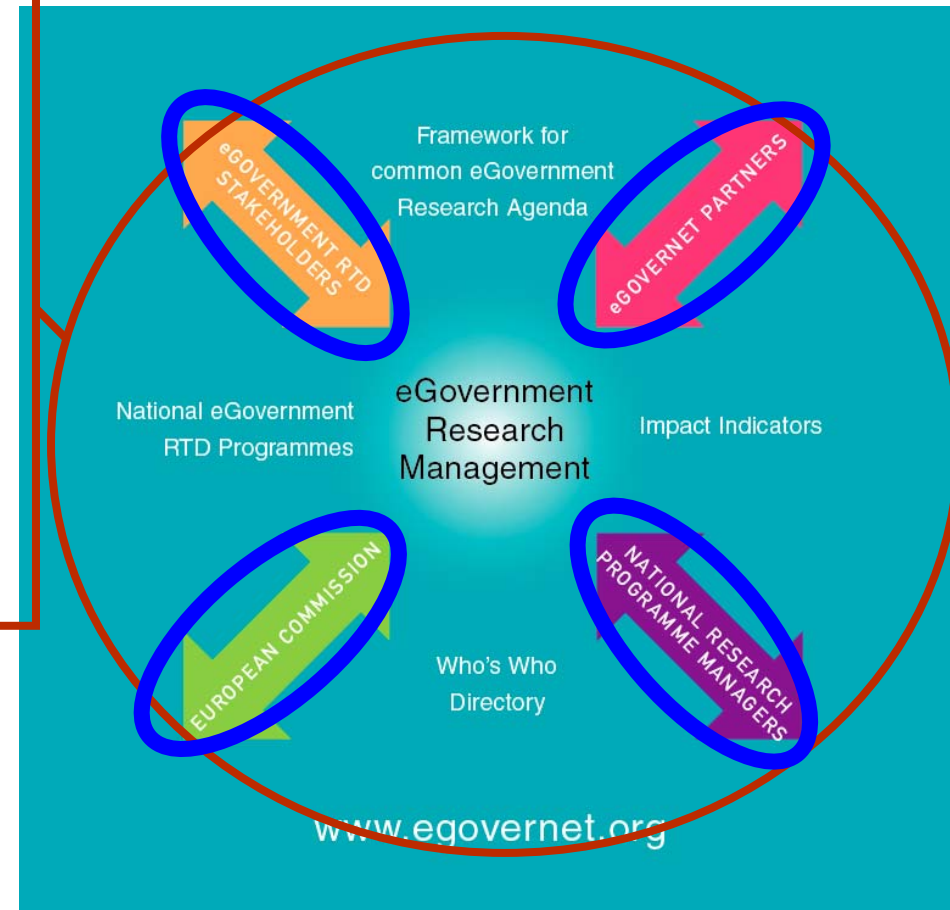 eGOVERNMENT RTD
STAKEHOLDERS
Framework for
common eGovernment
Research Agenda
eGOVERNET PARTNERS
National eGovernment
RTD Programmes
eGovernment
Research
Management
Impact Indicators
EUROPEAN COMMISSION
Who's Who
Directory
NATIONAL RESEARCH
PROGRAMME MANAGERS
www.egovernet.org